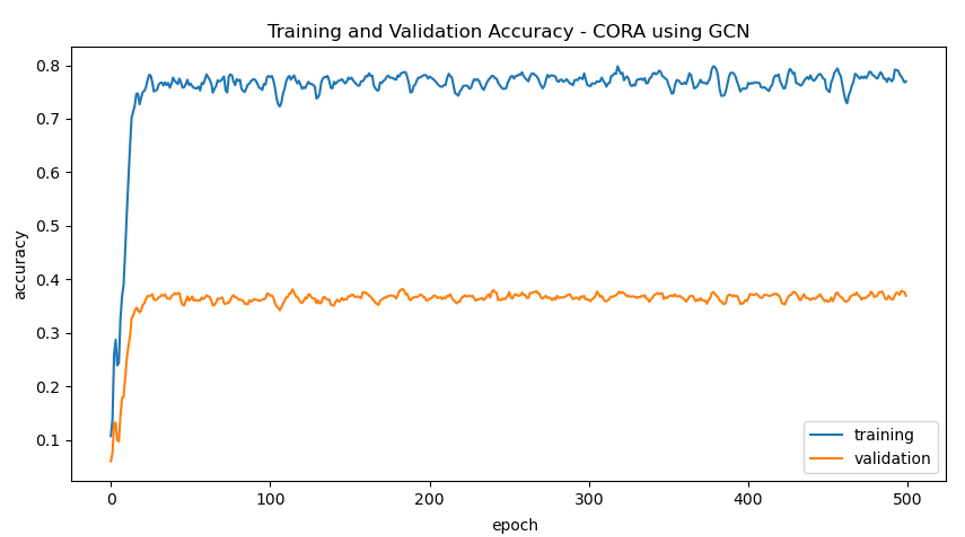 Training and Validation Accuracy - CORA using GCN
accuracy
0.8
0.7
0.6
0.5
0.4
0.3
0.2
0.1
training
validation
0 100 200 300 400 500
epoch